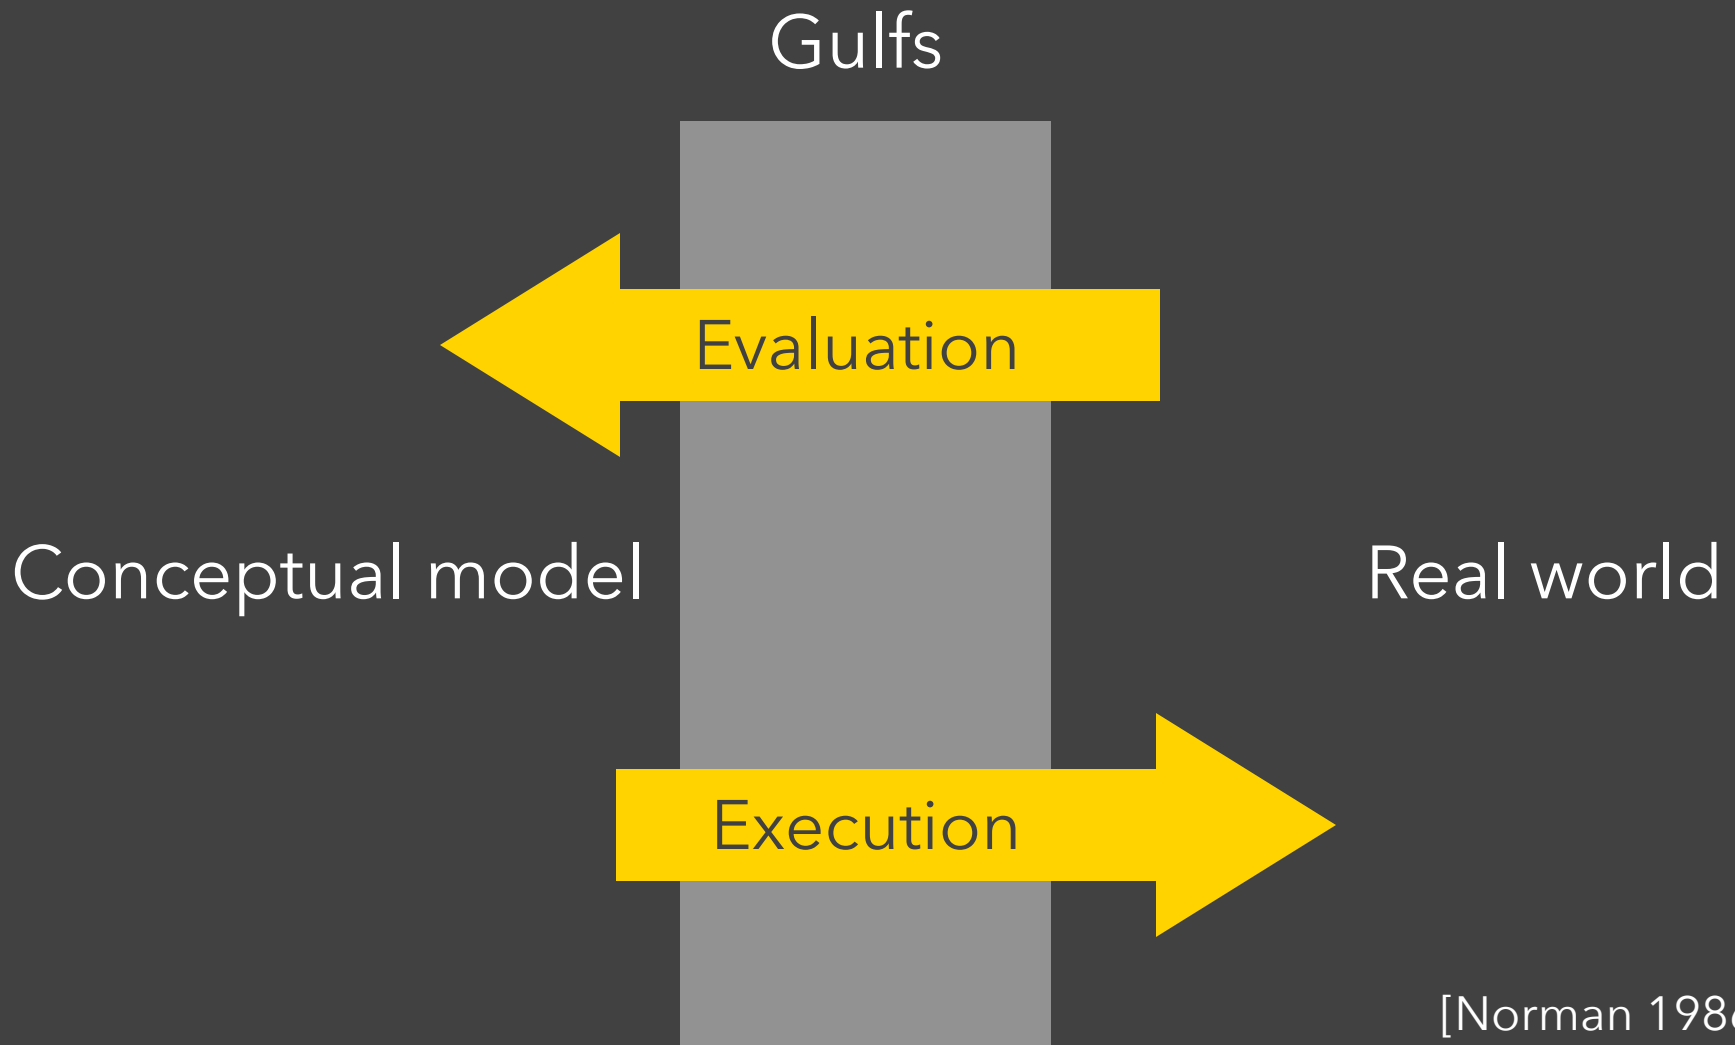 Gulfs
Evaluation
Conceptual model
Real world
Execution
[Norman 198